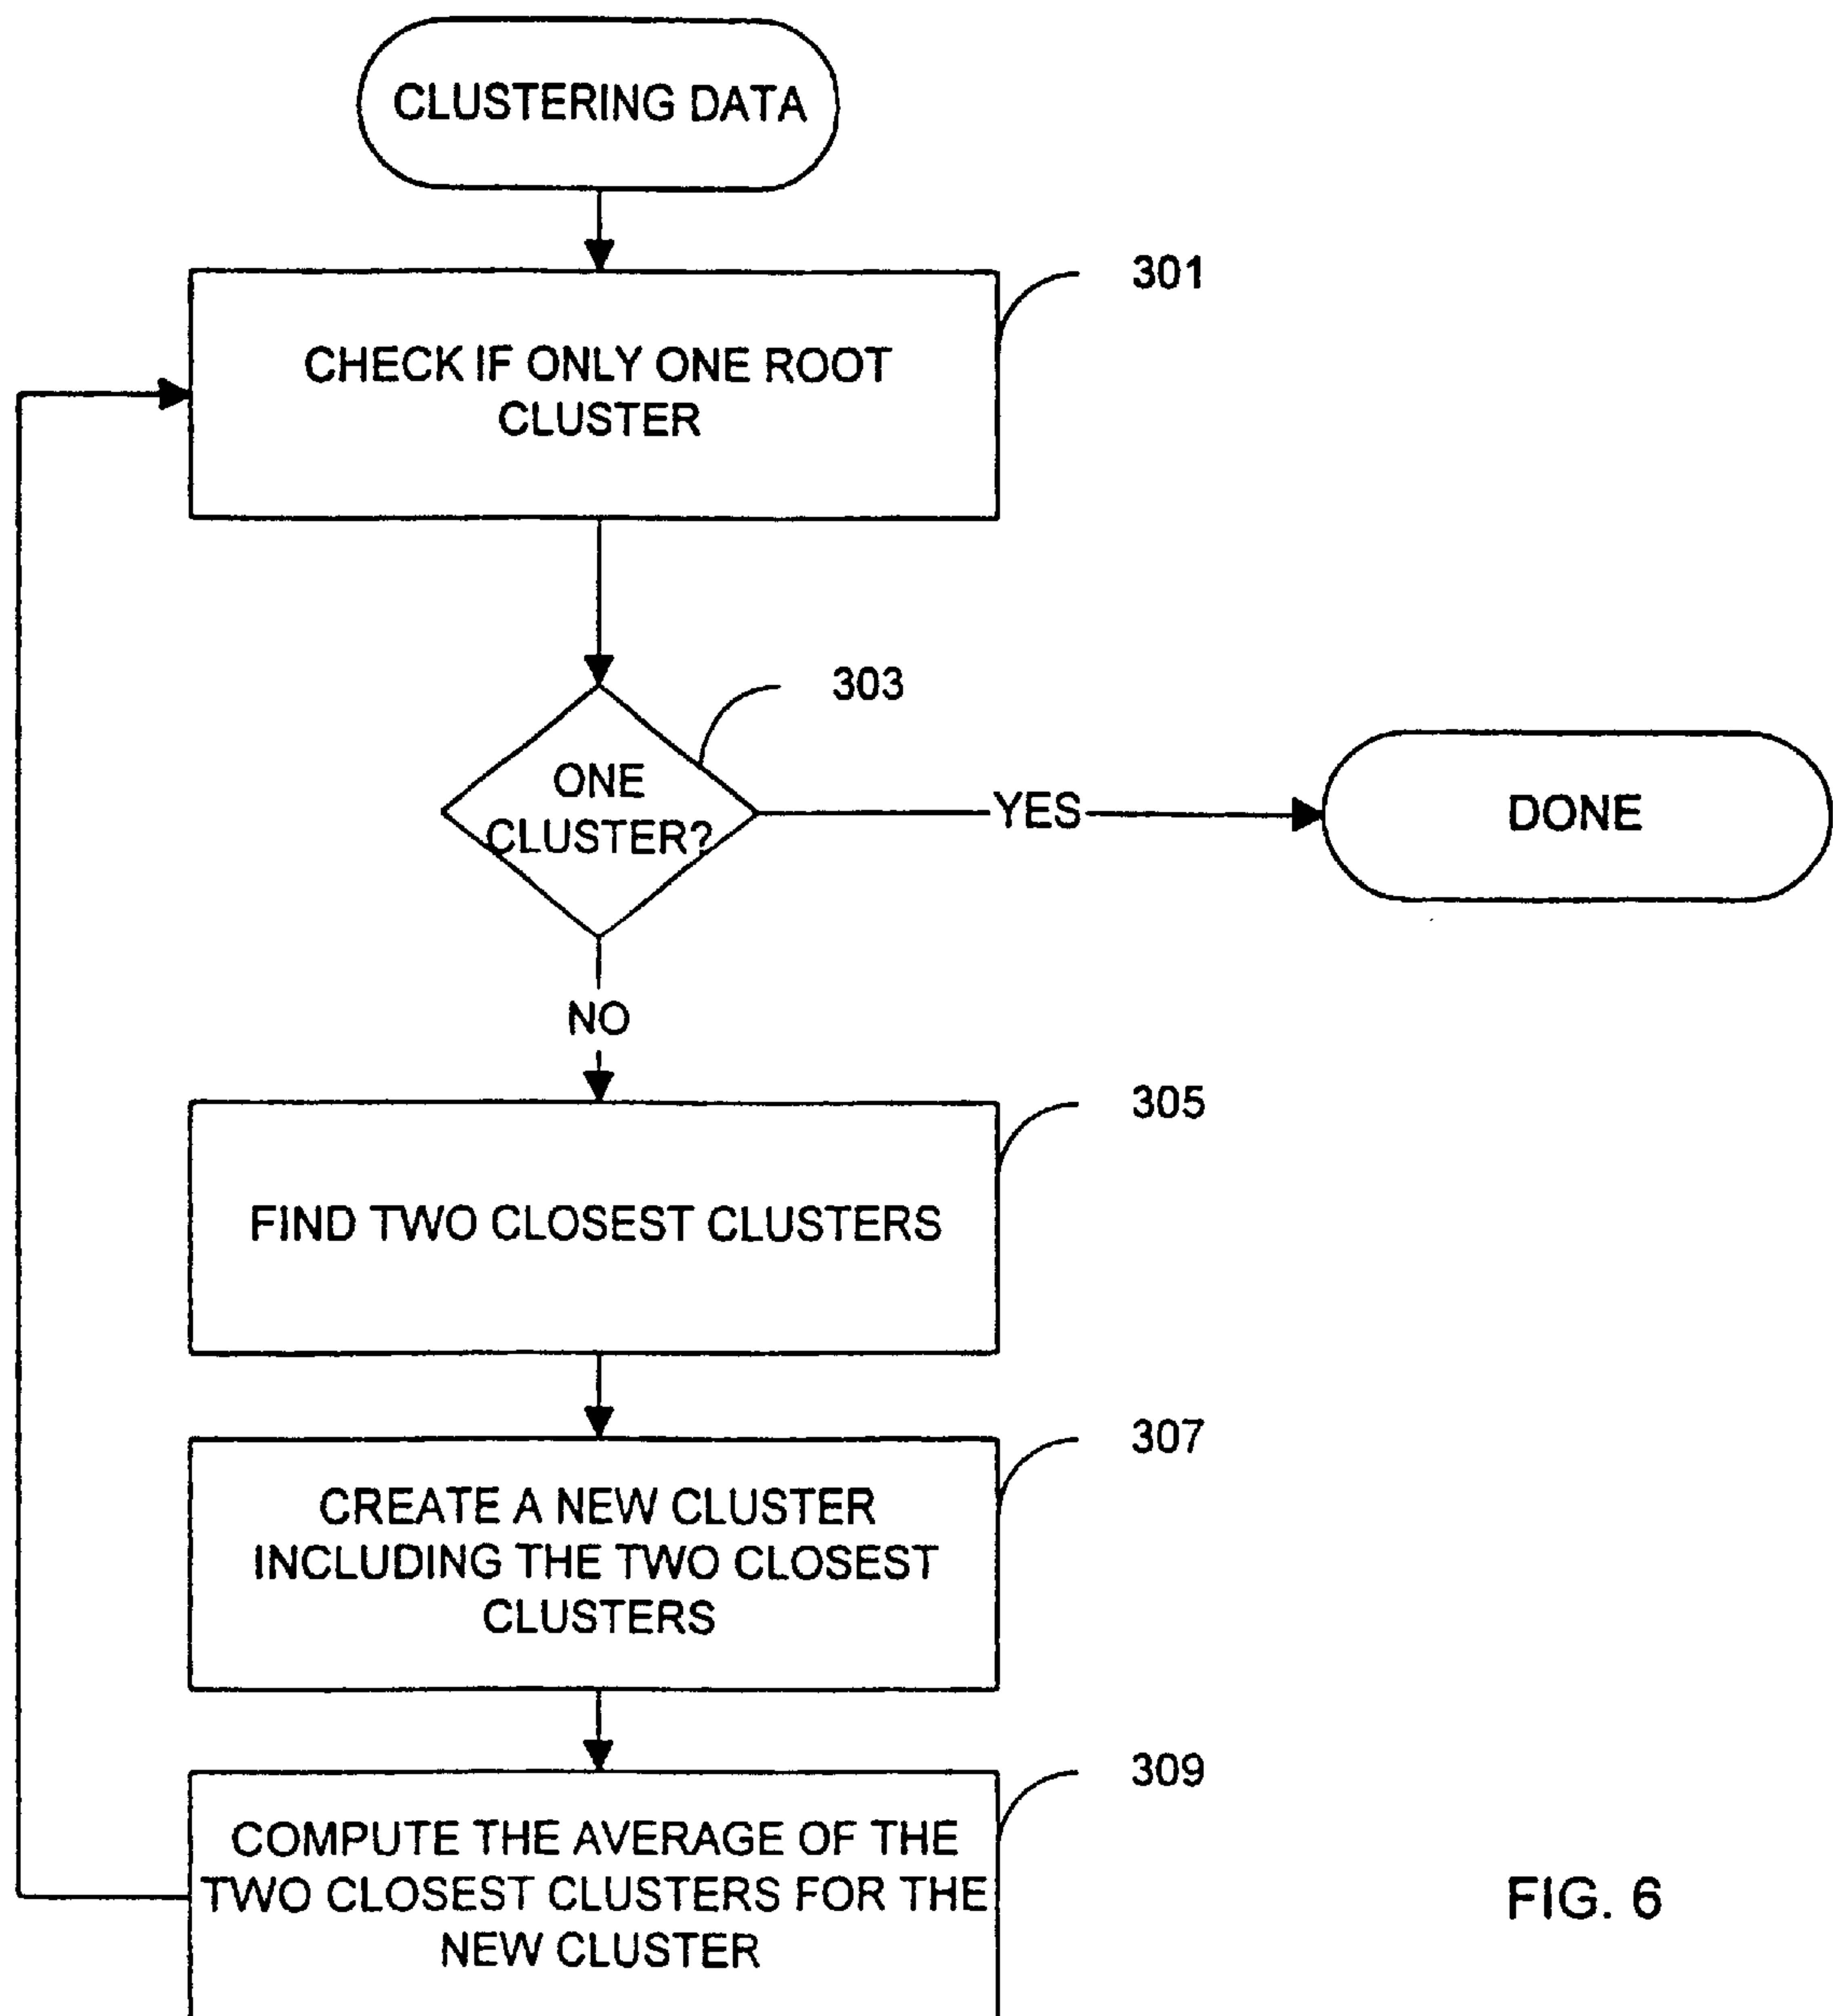 CLUSTERING DATA
301
CHECK IF ONLY ONE ROOT
CLUSTER
303
ONE
CLUSTER?
YES
DONE
NO
305
FIND TWO CLOSEST CLUSTERS
307
CREATE A NEW CLUSTER
INCLUDING THE TWO CLOSEST
CLUSTERS
309
COMPUTE THE AVERAGE OF THE
TWO CLOSEST CLUSTERS FOR THE
NEW CLUSTER
FIG. 6